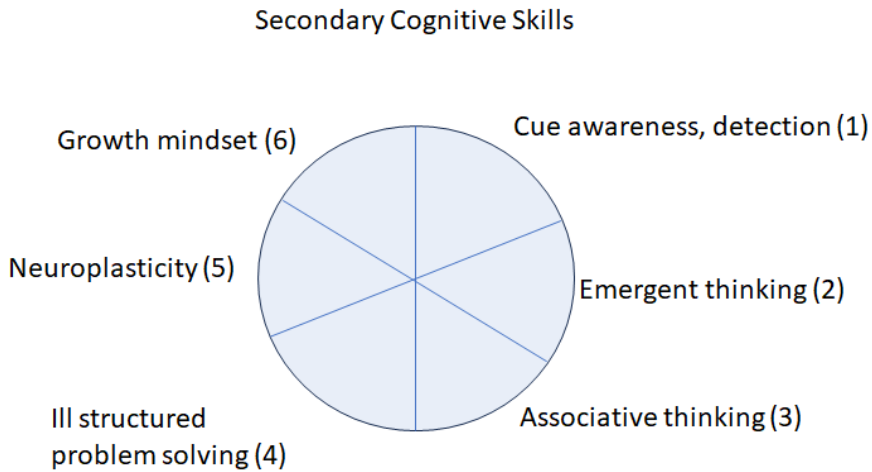 Secondary Cognitive Skills
Growth mindset (6)
Cue awareness, detection (1)
Neuroplasticity (5)
Emergent thinking (2)
Ill structured
problem solving (4)
Associative thinking (3)